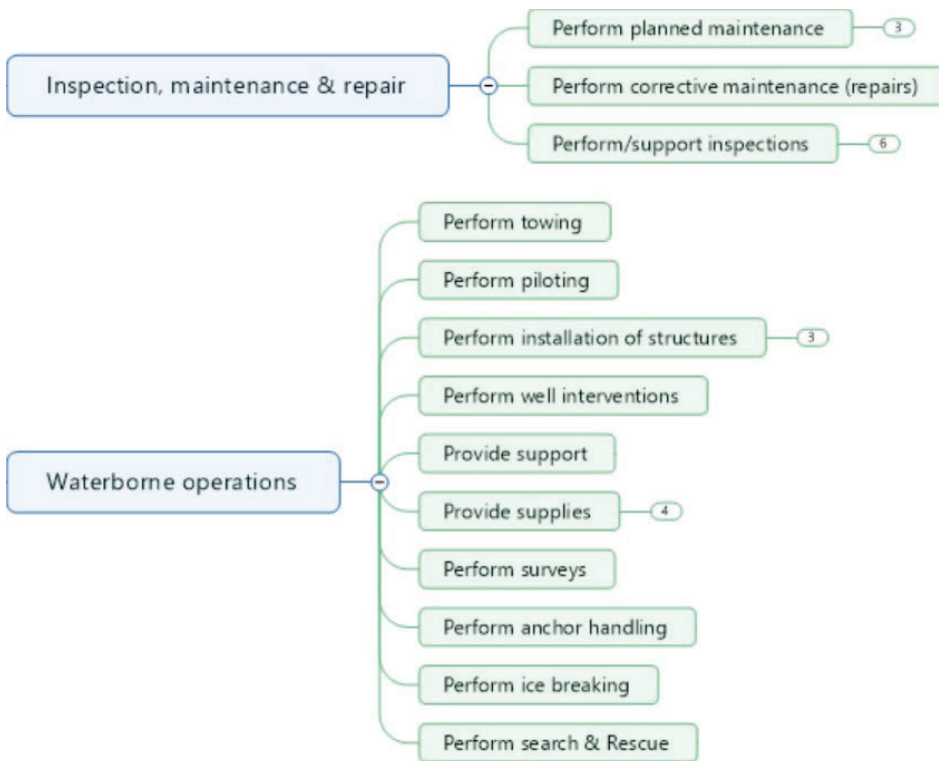 Inspection, maintenance & repair
Perform planned maintenance
3
Perform corrective maintenance (repairs)
Perform/support inspections
6
Waterborne operations
Perform towing
Perform piloting
Perform installation of structures
3
Perform well interventions
Provide support
Provide supplies
4
Perform surveys
Perform anchor handling
Perform ice breaking
Perform search & Rescue